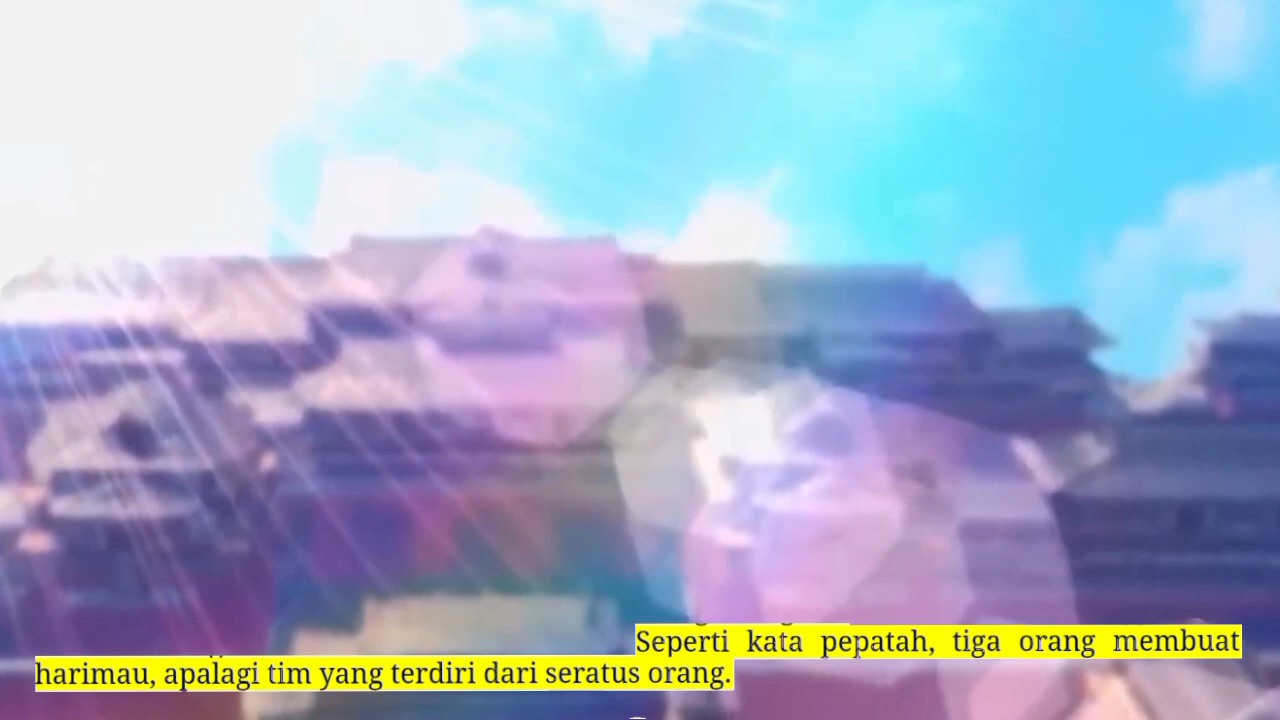 Seperti kata pepatah, tiga orang membuat
harimau, apalagi tim yang terdiri dari seratus orang.